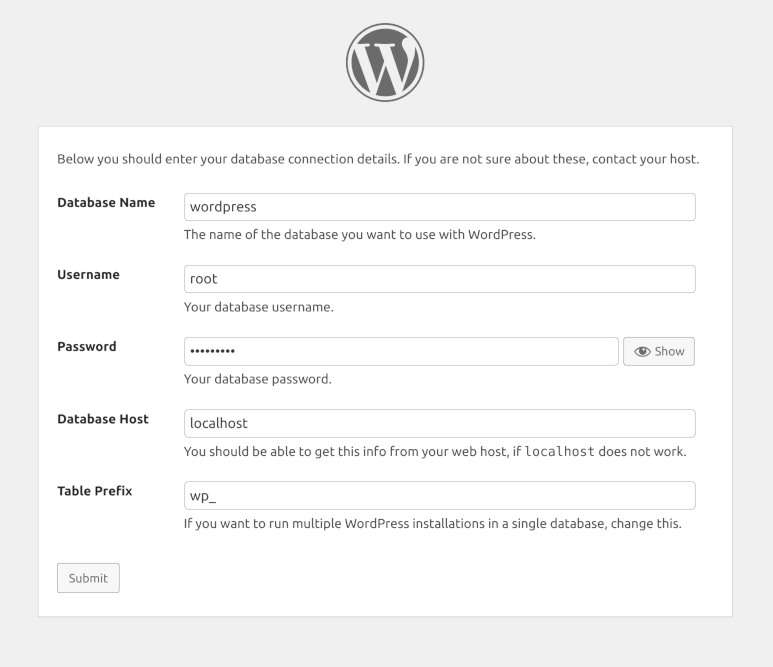 Below you should enter your database connection details. If you are not sure about these, contact your host.
Database Name
wordpress
The name of the database you want to use with WordPress.
Username
root
Your database username.
Password
•••••••••
Show
Your database password.
Database Host
localhost
You should be able to get this info from your web host, if localhost does not work.
Table Prefix
wp_
If you want to run multiple WordPress installations in a single database, change this.
Submit